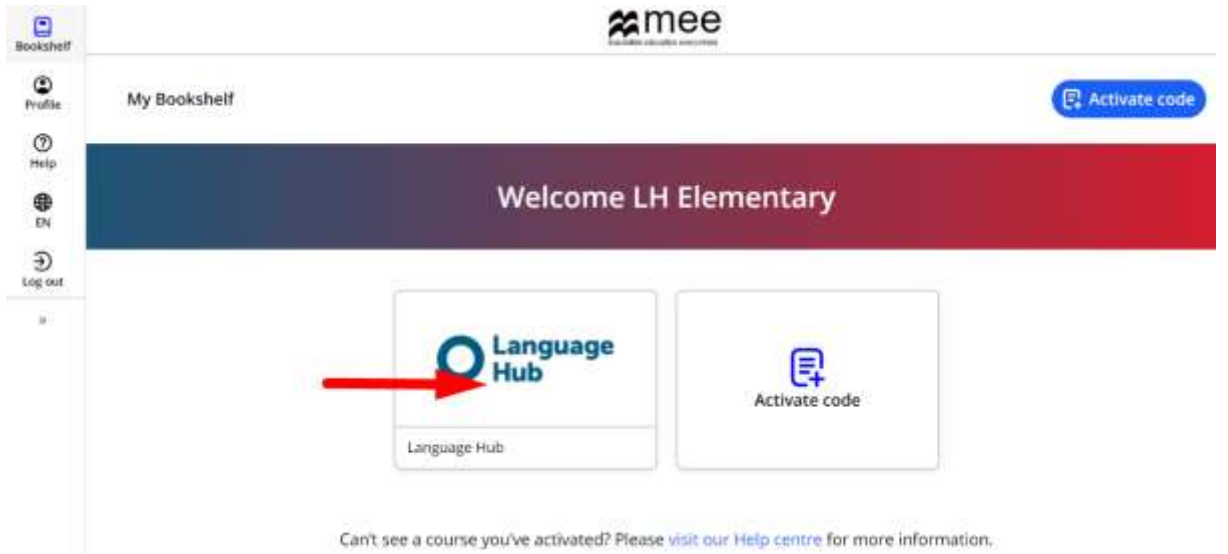 mee
Bookshelf
Profile
Help
EN
Log out
»
My Bookshelf
Activate code
Welcome LH Elementary
Language
Hub
Language Hub
Activate code
Can't see a course you've activated? Please visit our Help centre for more information.